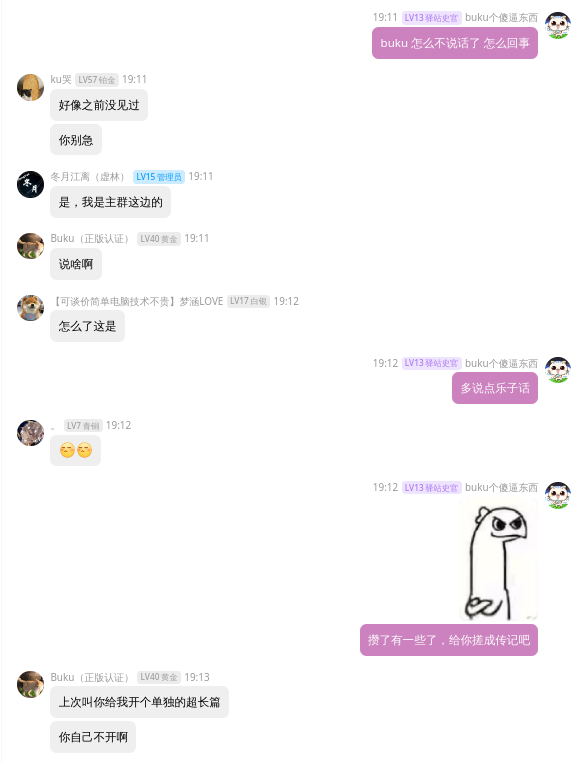 19:11 LV13 驿站史官 buku个傻逼东西
buku 怎么不说话了 怎么回事
ku哭 LV57 铂金 19:11
好像之前没见过
你别急
冬月江离（虚林） LV15 管理员 19:11
是，我是主群这边的
Buku（正版认证） LV40 黄金 19:11
说啥啊
【可谈价简单电脑技术不贵】梦涵LOVE LV17 白银 19:12
怎么了这是
19:12 LV13 驿站史官 buku个傻逼东西
多说点乐子话
。 LV7 青铜 19:12
19:12 LV13 驿站史官 buku个傻逼东西
攒了有一些了，给你搓成传记吧
Buku（正版认证） LV40 黄金 19:13
上次叫你给我开个单独的超长篇
你自己不开啊